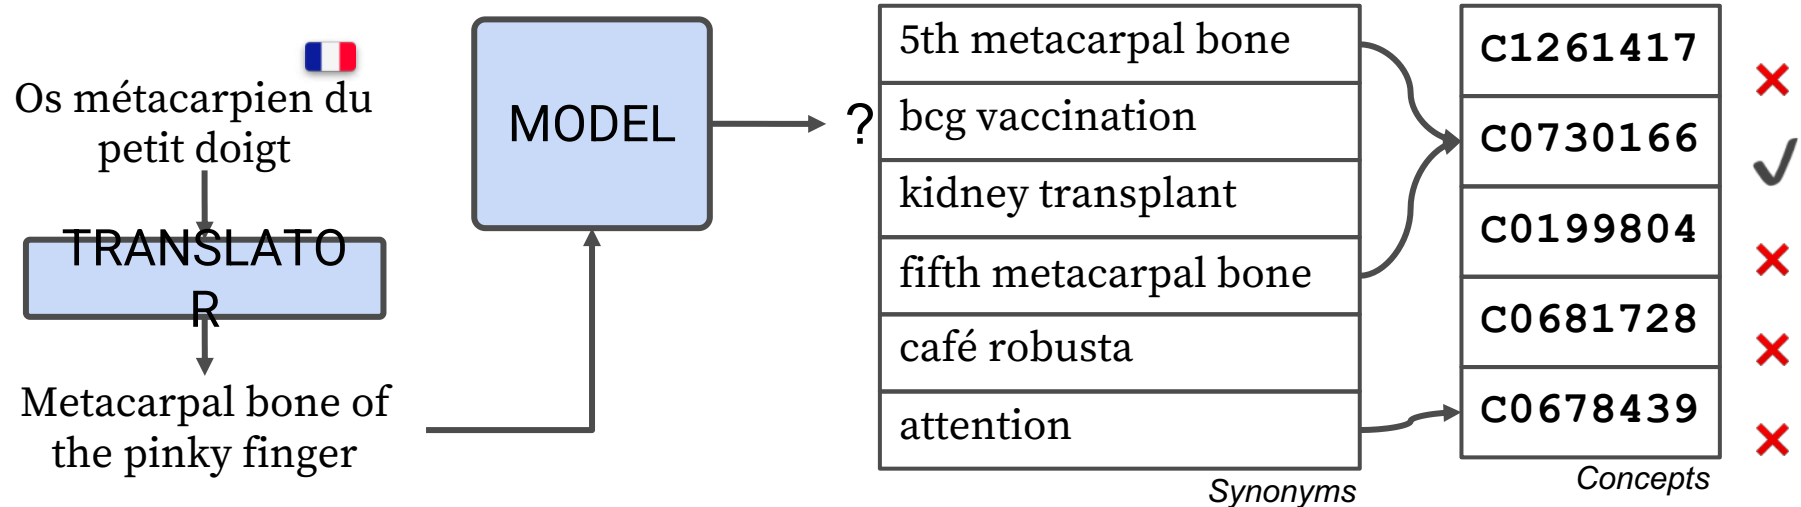 Os métacarpien du
petit doigt
TRANSLATO
R
Metacarpal bone of
the pinky finger
MODEL
?
5th metacarpal bone
bcg vaccination
kidney transplant
fifth metacarpal bone
café robusta
attention
Synonyms
C1261417
C0730166
C0199804
C0681728
C0678439
Concepts